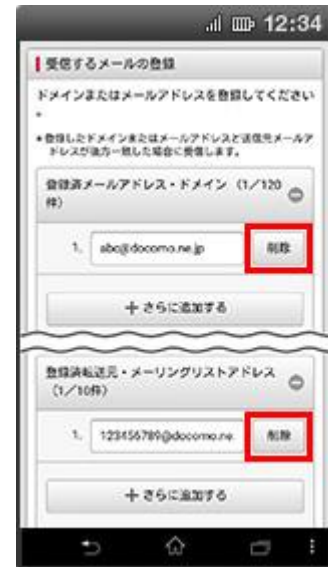 12:34
受信するメールの登録
ドメインまたはメールアドレスを登録してください
。
*登録したドメインまたはメールアドレスと送信元メールア
ドレスが後方一致した場合に受信します。
登録済メールアドレス・ドメイン（1/120
件）
1. abc@docomo.ne.jp 削除
+さらに追加する
登録済転送元・メーリングリストアドレス
（1/10件）
1. 123456789@docomo.ne. 削除
+さらに追加する